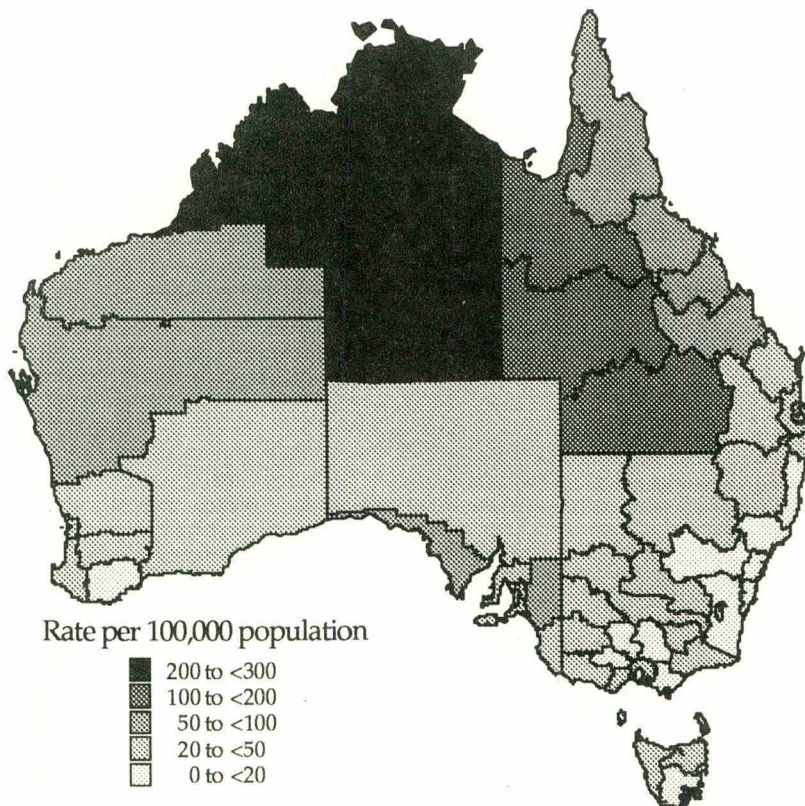 Rate per 100,000 population
200 to <300
100 to <200
50 to <100
20 to <50
0 to <20